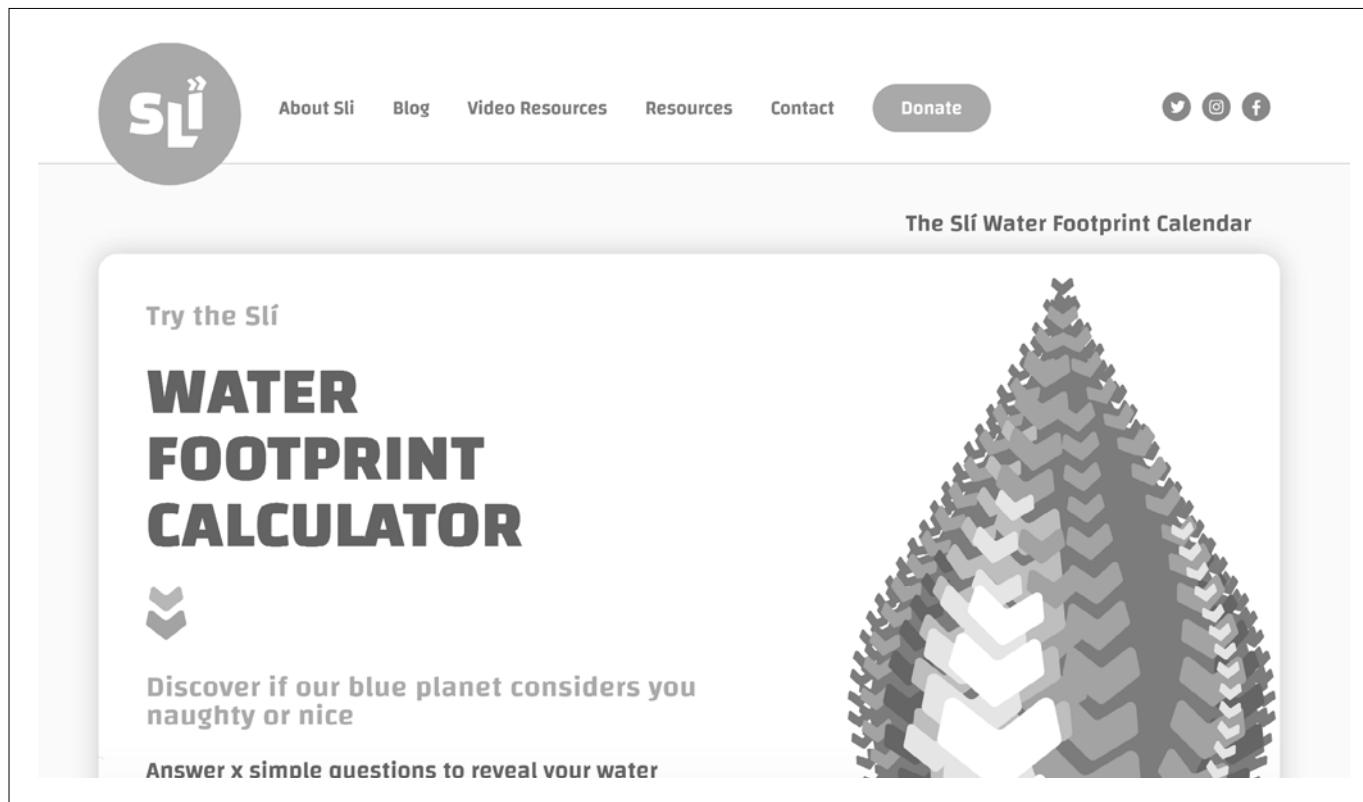 SLÍ
About Sli Blog Video Resources Resources Contact Donate
The Slí Water Footprint Calendar
Try the Slí
WATER
FOOTPRINT
CALCULATOR
Discover if our blue planet considers you
naughty or nice
Answer x simple questions to reveal your water